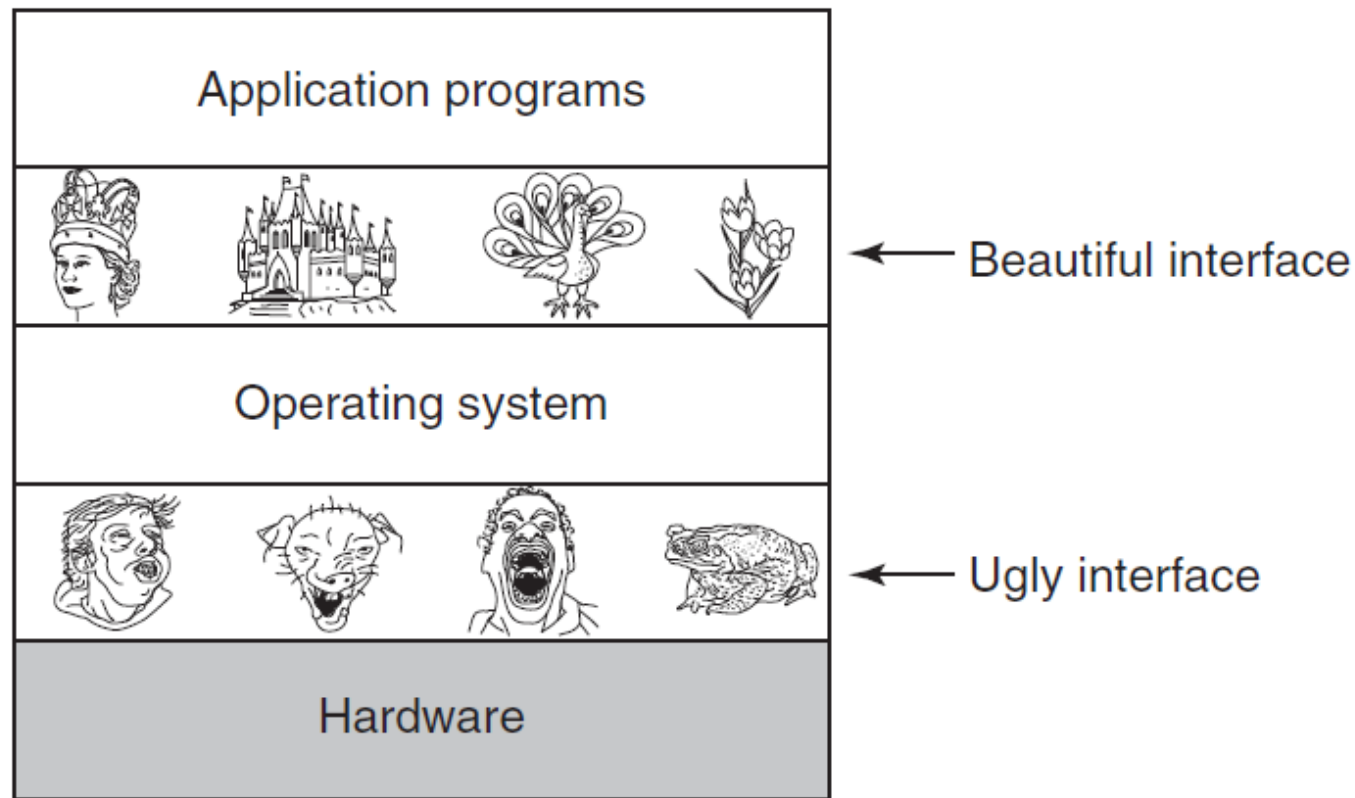 Application programs
Beautiful interface
Operating system
Ugly interface
Hardware